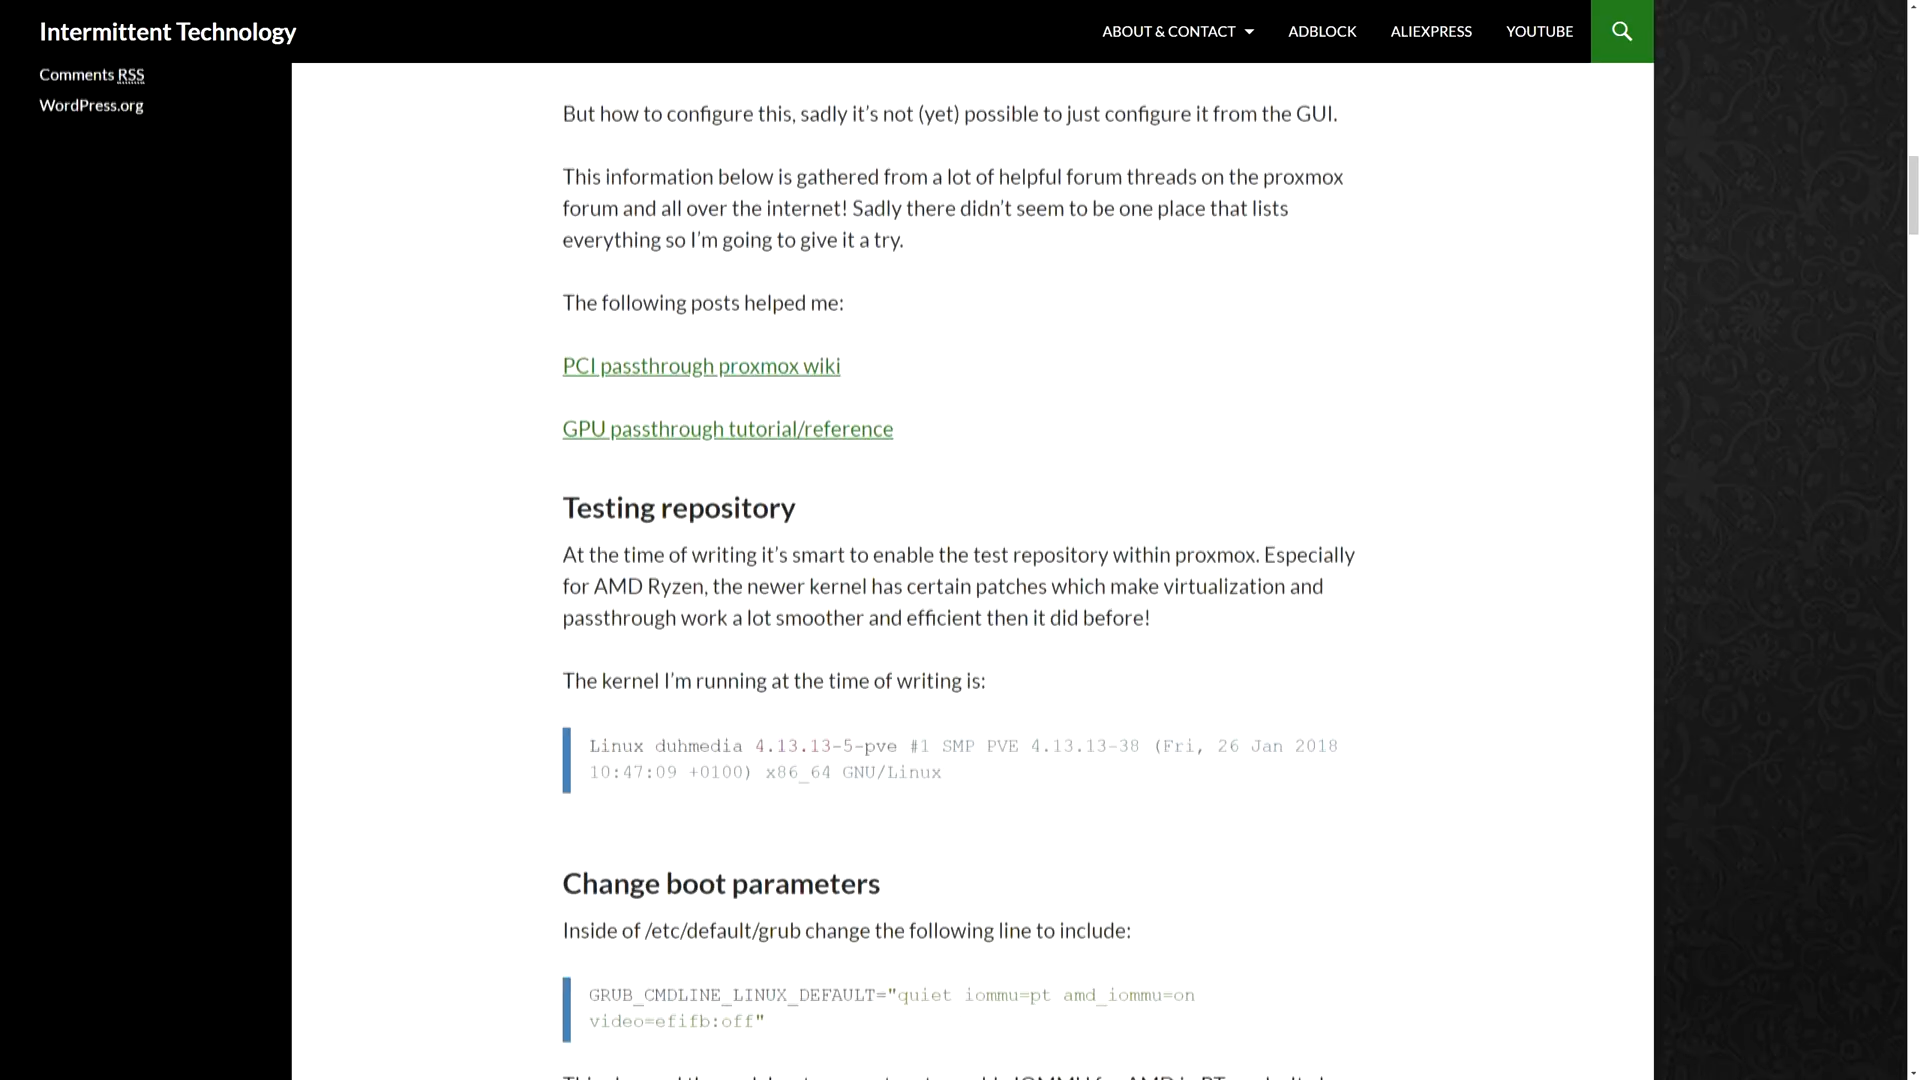 Intermittent Technology
ABOUT & CONTACT
ADBLOCK
ALIEXPRESS
YOUTUBE
Comments RSS
WordPress.org
But how to configure this, sadly it's not (yet) possible to just configure it from the GUI.
This information below is gathered from a lot of helpful forum threads on the proxmox
forum and all over the internet! Sadly there didn't seem to be one place that lists
everything so I'm going to give it a try.
The following posts helped me:
PCI passthrough proxmox wiki
GPU passthrough tutorial/reference
Testing repository
At the time of writing it's smart to enable the test repository within proxmox. Especially
for AMD Ryzen, the newer kernel has certain patches which make virtualization and
passthrough work a lot smoother and efficient then it did before!
The kernel I'm running at the time of writing is:
Linux duhmedia 4.13.13-5-pve #1 SMP PVE 4.13.13-38 (Fri, 26 Jan 2018
10:47:09 +0100) x86_64 GNU/Linux
Change boot parameters
Inside of /etc/default/grub change the following line to include:
GRUB_CMDLINE_LINUX_DEFAULT="quiet iommu=pt amd_iommu=on
video=efifb:off"